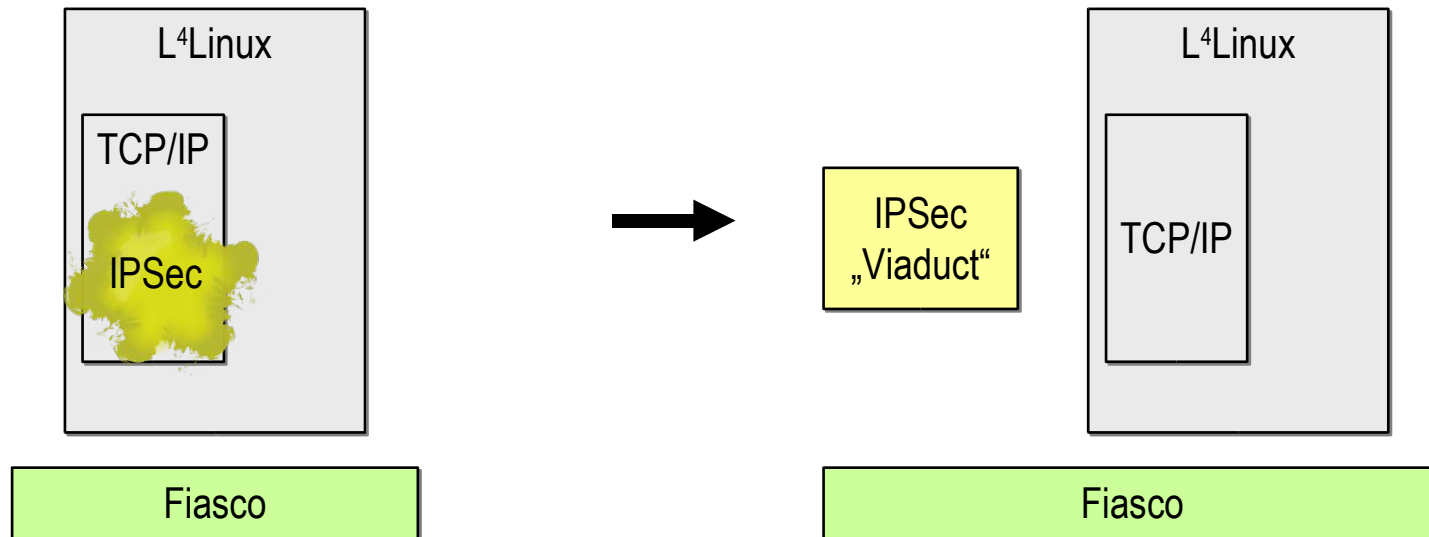 L⁴Linux
TCP/IP
IPSec
Fiasco
L⁴Linux
IPSec
„Viaduct“
TCP/IP
Fiasco